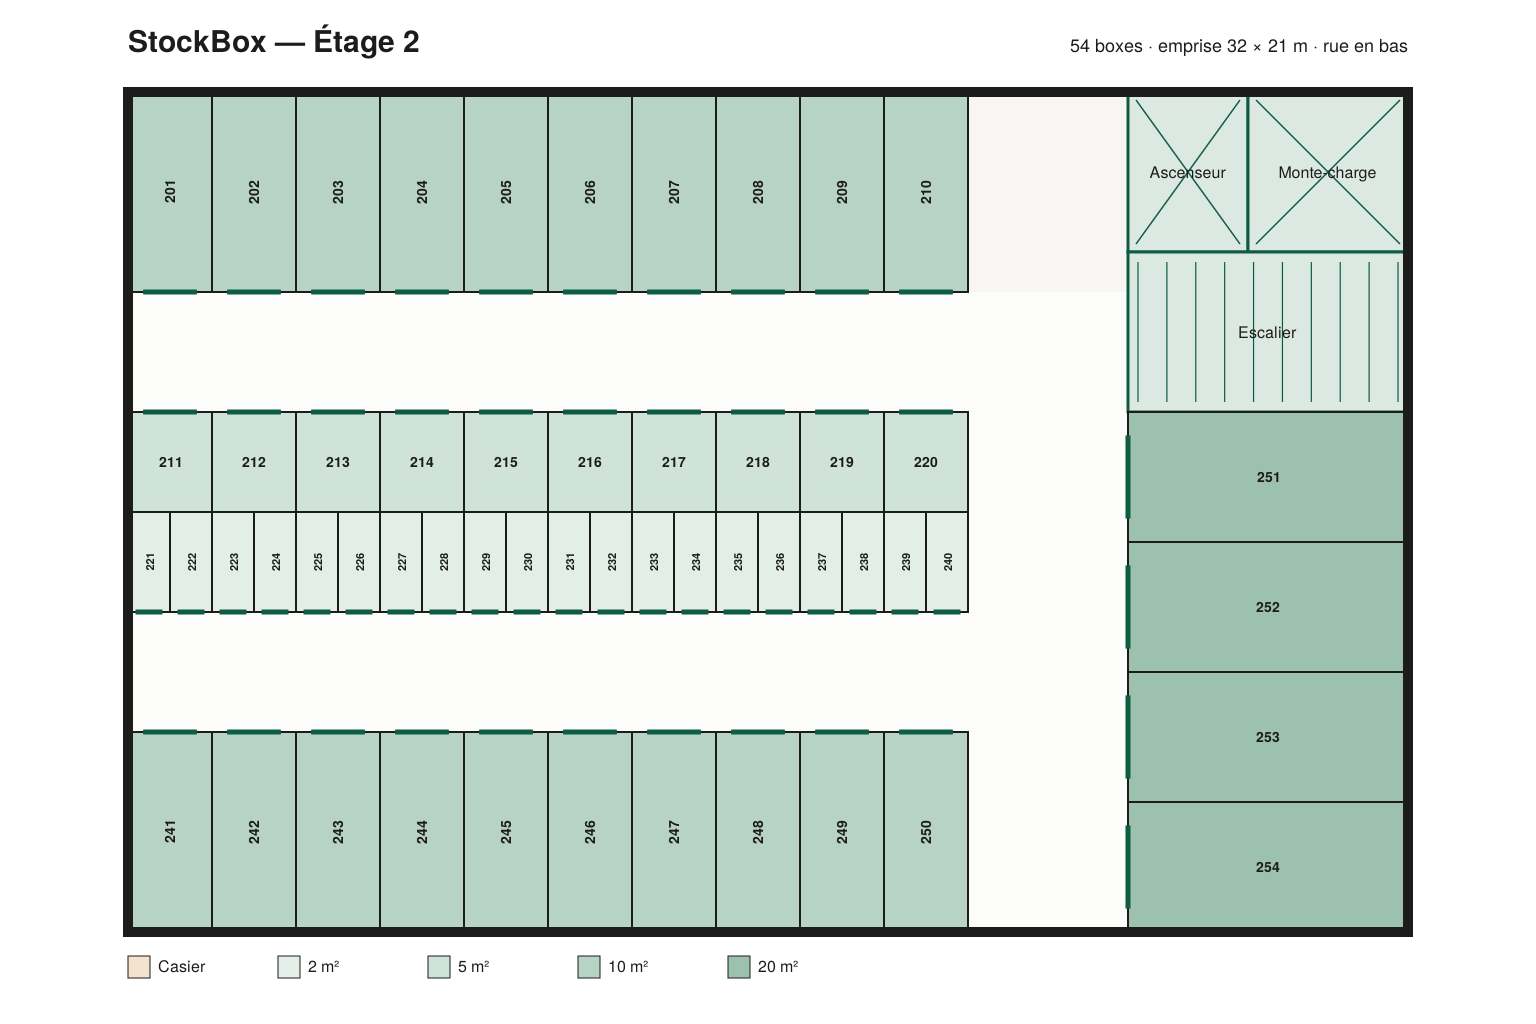 StockBox — Étage 2
54 boxes · emprise 32 × 21 m · rue en bas
201 202 203 204 205 206 207 208 209 210
Ascenseur Monte-charge
Escalier
211 212 213 214 215 216 217 218 219 220
221 222 223 224 225 226 227 228 229 230 231 232 233 234 235 236 237 238 239 240
241 242 243 244 245 246 247 248 249 250
251
252
253
254
Casier 2 m² 5 m² 10 m² 20 m²